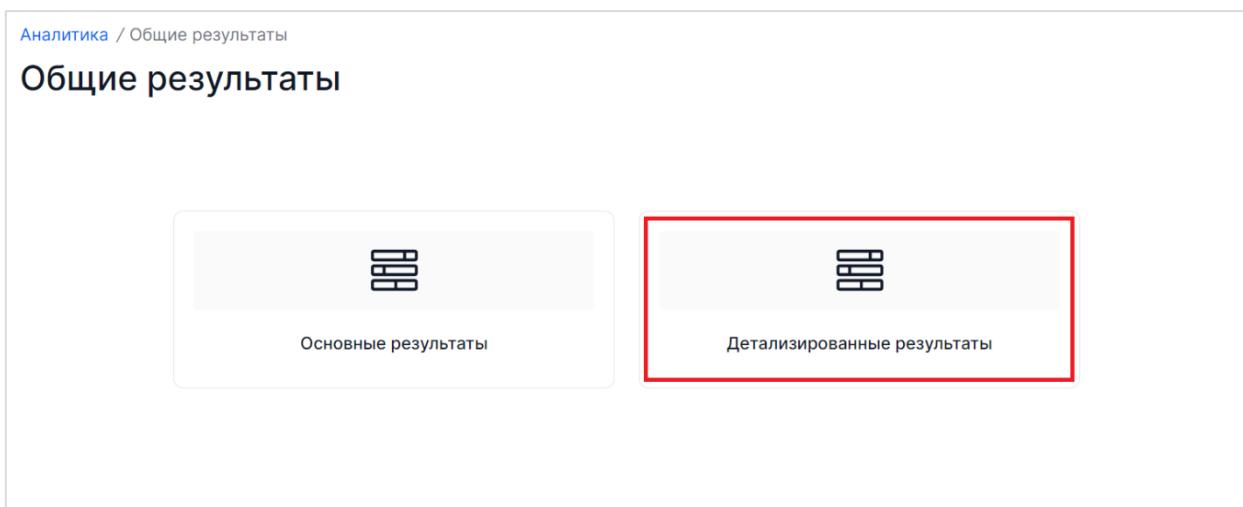 Аналитика / Общие результаты
Общие результаты
Основные результаты
Детализированные результаты